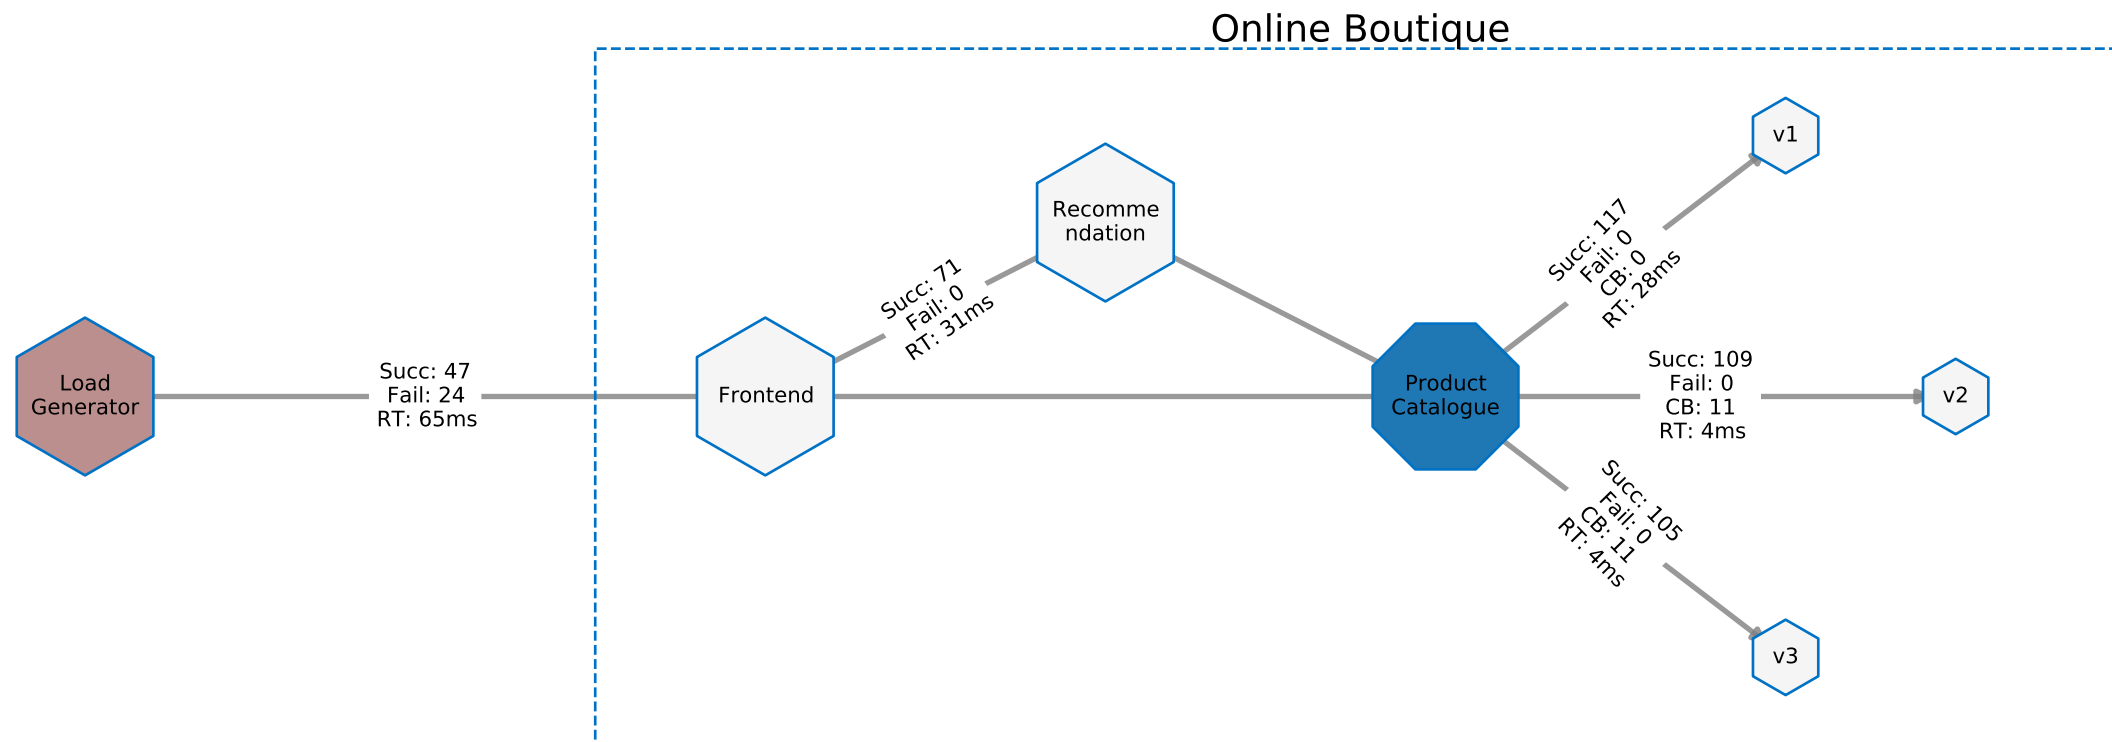 Online Boutique
Load
Generator
Succ: 47
Fail: 24
RT: 65ms
Frontend
Succ: 71
Fail: 0
RT: 31ms
Recomme
ndation
Product
Catalogue
Succ: 117
Fail: 0
CB: 0
RT: 28ms
v1
Succ: 109
Fail: 0
CB: 11
RT: 4ms
v2
Succ: 105
Fail: 0
CB: 11
RT: 4ms
v3